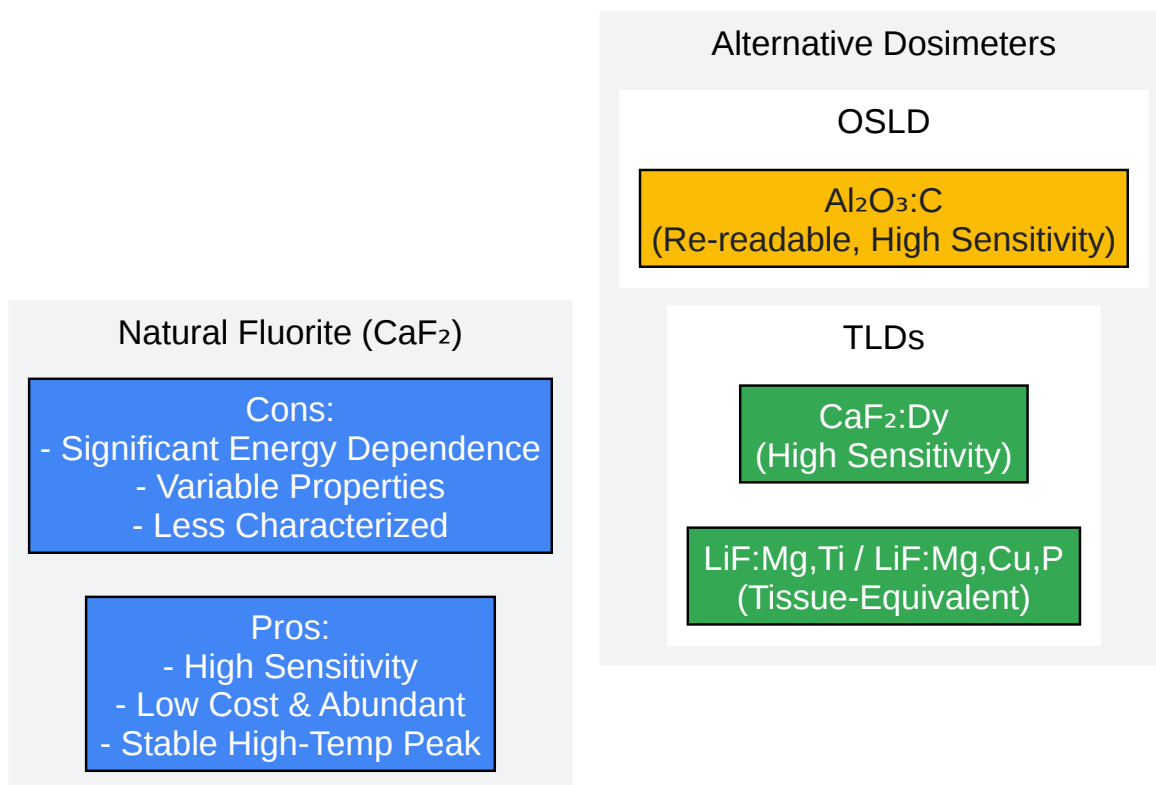 Natural Fluorite (CaF₂)
Cons:
- Significant Energy Dependence
- Variable Properties
- Less Characterized
Pros:
- High Sensitivity
- Low Cost & Abundant
- Stable High-Temp Peak
Alternative Dosimeters
OSLD
Al₂O₃:C
(Re-readable, High Sensitivity)
TLDs
CaF₂:Dy
(High Sensitivity)
LiF:Mg,Ti / LiF:Mg,Cu,P
(Tissue-Equivalent)